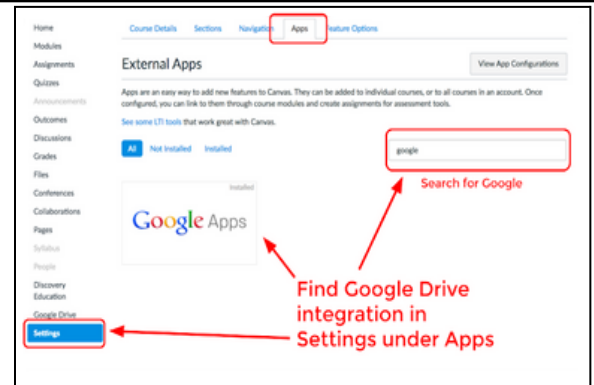 Home
Modules
Assignments
Quizzes
Announcements
Outcomes
Discussions
Grades
Files
Conferences
Collaborations
Pages
Syllabus
People
Discovery
Education
Google Drive
Settings
Course Details Sections Navigation Apps Feature Options
External Apps
View App Configurations
Apps are an easy way to add new features to Canvas. They can be added to individual courses, or to all courses in an account. Once
configured, you can link to them through course modules and create assignments for assessment tools.
See some LTI tools that work great with Canvas.
All Not Installed Installed
google
Search for Google
Installed
Google Apps
Find Google Drive
integration in
Settings under Apps